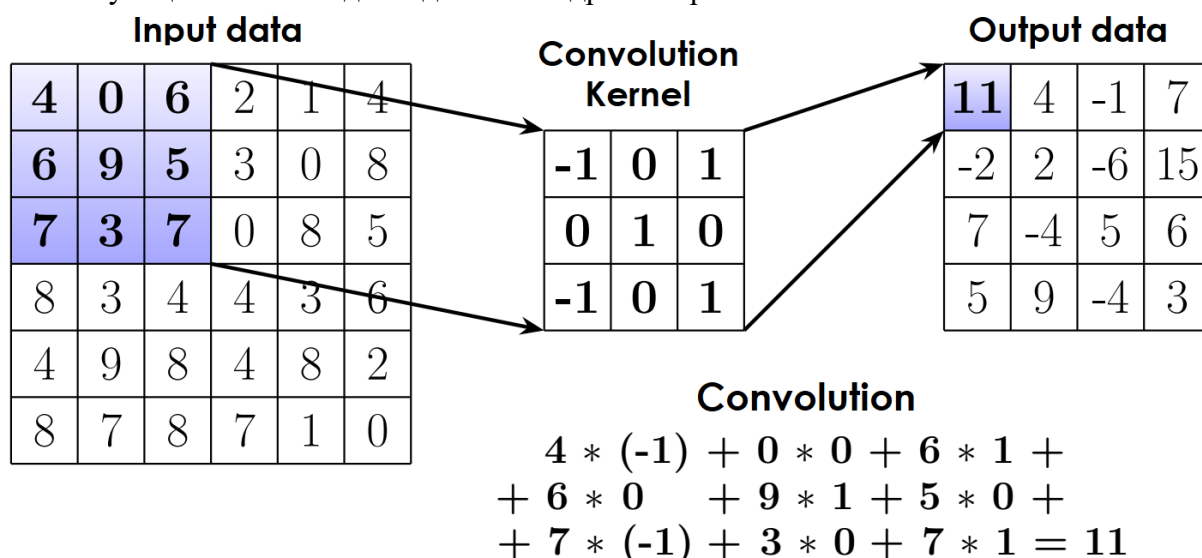 Input data
4 0 6 2 1 4
6 9 5 3 0 8
7 3 7 0 8 5
8 3 4 4 3 6
4 9 8 4 8 2
8 7 8 7 1 0
Convolution
Kernel
-1 0 1
0 1 0
-1 0 1
Output data
11 4 -1 7
-2 2 -6 15
7 -4 5 6
5 9 -4 3
Convolution
4 * (-1) + 0 * 0 + 6 * 1 +
+ 6 * 0 + 9 * 1 + 5 * 0 +
+ 7 * (-1) + 3 * 0 + 7 * 1 = 11